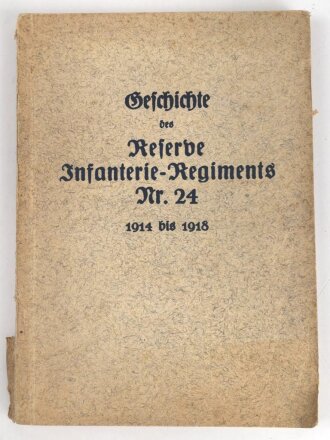 Geschichte
des
Reserve
Infanterie-Regiments
Nr. 24
1914 bis 1918